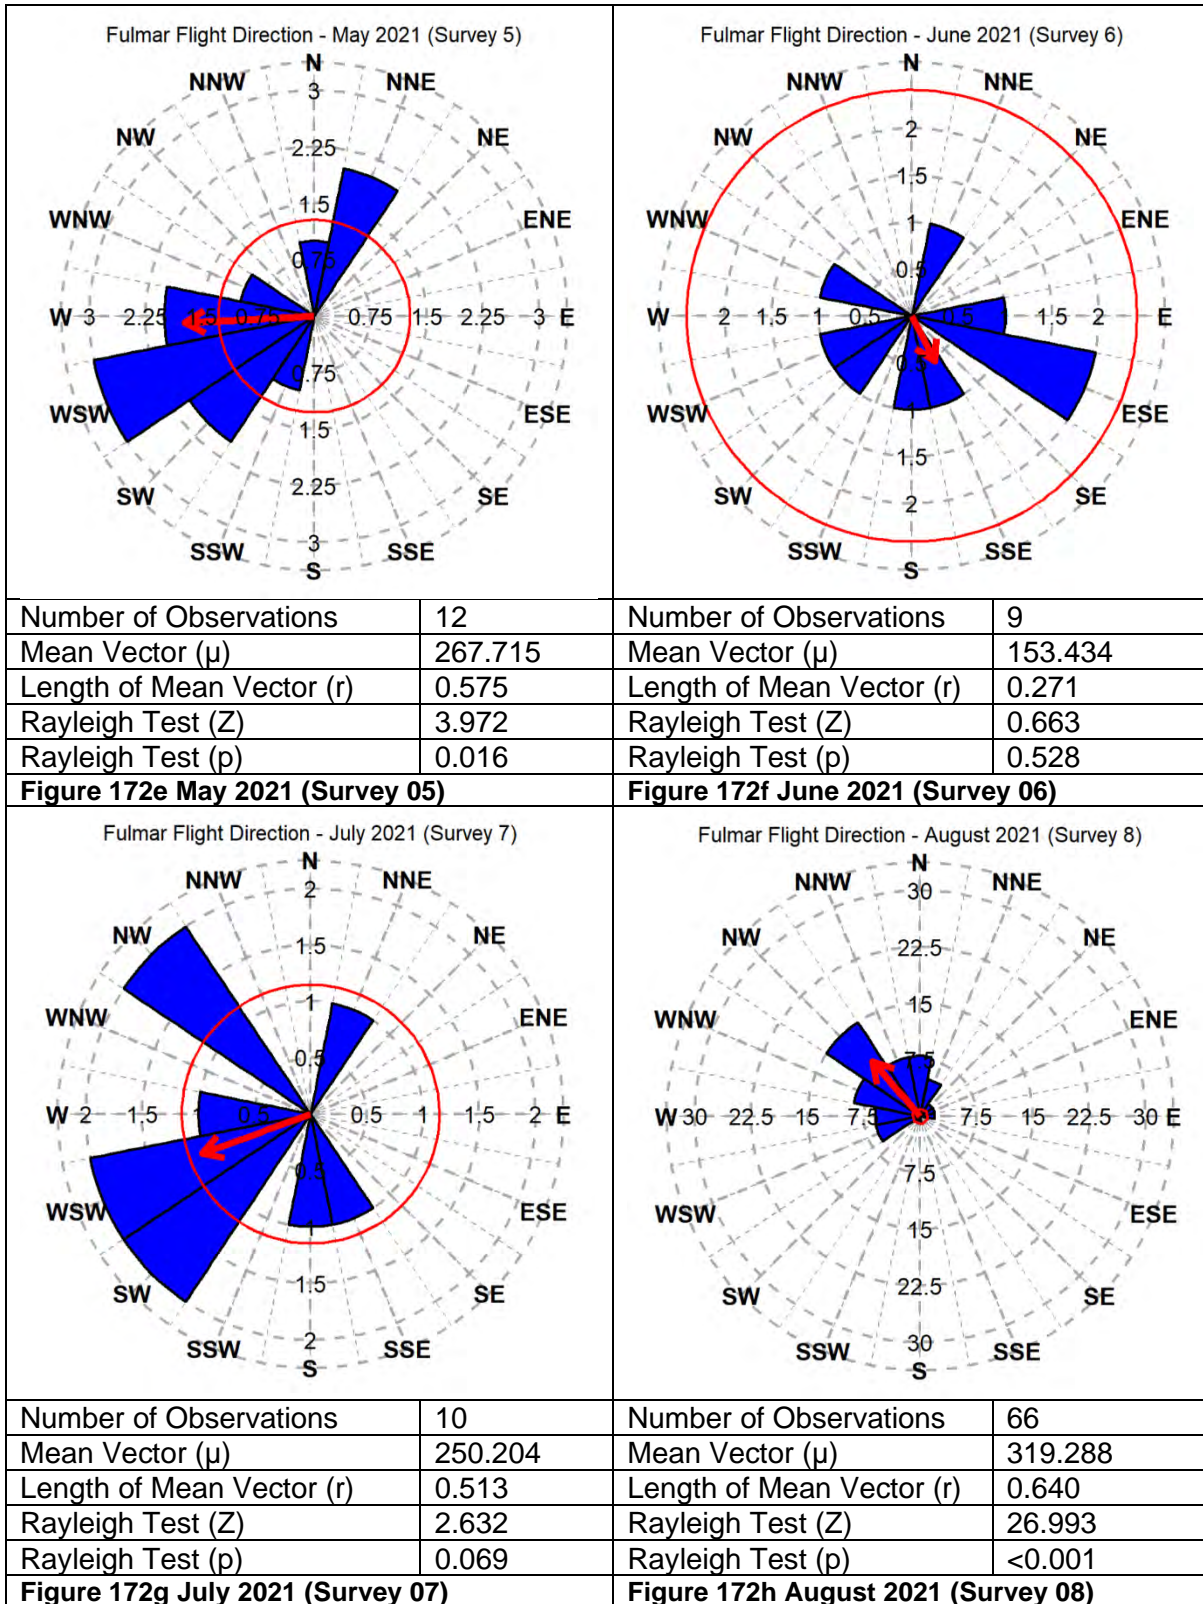 Fulmar Flight Direction - May 2021 (Survey 5)
N
NNW NNE
3
NW NE
2.25
1.5
WNW ENE
0.75
W 3 2.25 1.5 0.75 0.75 1.5 2.25 3 E
0.75
WSW ESE
1.5
2.25
SW SE
3
SSW SSE
S
Number of Observations 12
Mean Vector (µ) 267.715
Length of Mean Vector (r) 0.575
Rayleigh Test (Z) 3.972
Rayleigh Test (p) 0.016
Figure 172e May 2021 (Survey 05)
Fulmar Flight Direction - June 2021 (Survey 6)
N
NNW NNE
2
NW NE
1.5
WNW 1 ENE
0.5
W 2 1.5 1 0.5 0.5 1 1.5 2 E
0.5
WSW 1 ESE
1.5
SW SE
2
SSW SSE
S
Number of Observations 9
Mean Vector (µ) 153.434
Length of Mean Vector (r) 0.271
Rayleigh Test (Z) 0.663
Rayleigh Test (p) 0.528
Figure 172f June 2021 (Survey 06)
Fulmar Flight Direction - July 2021 (Survey 7)
N
NNW NNE
2
NW NE
1.5
WNW 1 ENE
0.5
W 2 1.5 1 0.5 0.5 1 1.5 2 E
0.5
WSW 1 ESE
1.5
SW SE
2
SSW SSE
S
Number of Observations 10
Mean Vector (µ) 250.204
Length of Mean Vector (r) 0.513
Rayleigh Test (Z) 2.632
Rayleigh Test (p) 0.069
Figure 172g July 2021 (Survey 07)
Fulmar Flight Direction - August 2021 (Survey 8)
N
NNW NNE
30
NW NE
22.5
WNW 15 ENE
7.5
W 30 22.5 15 7.5 7.5 15 22.5 30 E
7.5
WSW 15 ESE
22.5
SW SE
30
SSW SSE
S
Number of Observations 66
Mean Vector (µ) 319.288
Length of Mean Vector (r) 0.640
Rayleigh Test (Z) 26.993
Rayleigh Test (p) <0.001
Figure 172h August 2021 (Survey 08)